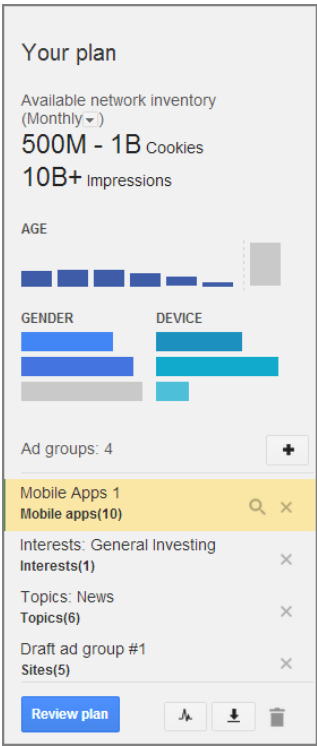 Your plan
Available network inventory
(Monthly)
500M - 1B Cookies
10B+ Impressions
AGE
GENDER DEVICE
Ad groups: 4
Mobile Apps 1
Mobile apps(10)
Interests: General Investing
Interests(1)
Topics: News
Topics(6)
Draft ad group #1
Sites(5)
Review plan